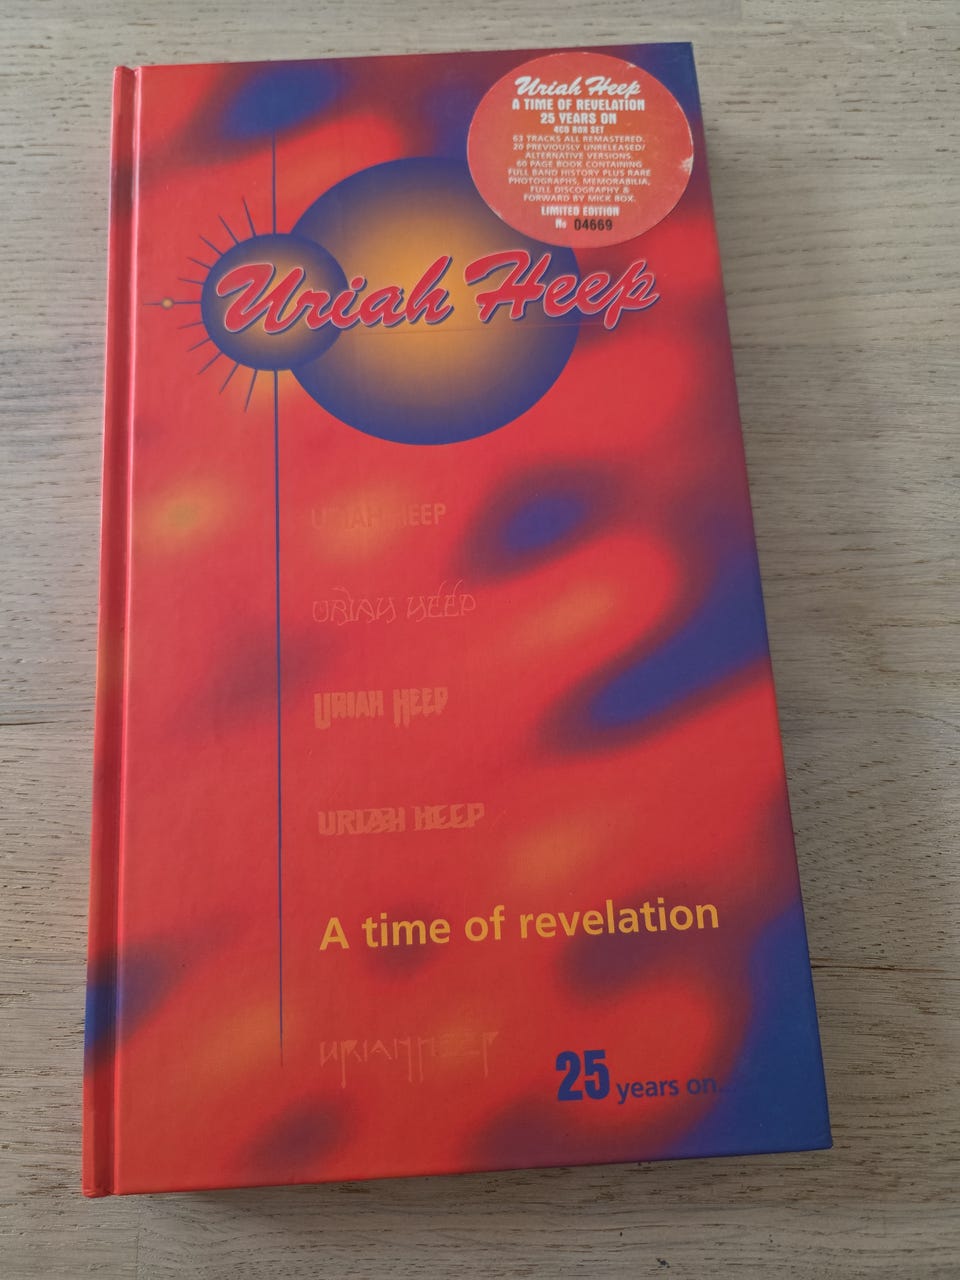 Uriah Heep
A TIME OF REVELATION
25 YEARS ON
4CD BOX SET
63 TRACKS ALL REMASTERED.
20 PREVIOUSLY UNRELEASED/
ALTERNATIVE VERSIONS.
60 PAGE BOOK CONTAINING
FULL BAND HISTORY PLUS RARE
PHOTOGRAPHS, MEMORABILIA,
FULL DISCOGRAPHY &
FORWARD BY MICK BOX.
LIMITED EDITION
No 04669
Uriah Heep
URIAH HEEP
URIAH HEEP
URIAH HEEP
URIAH HEEP
A time of revelation
URIAH HEEP
25 years on...